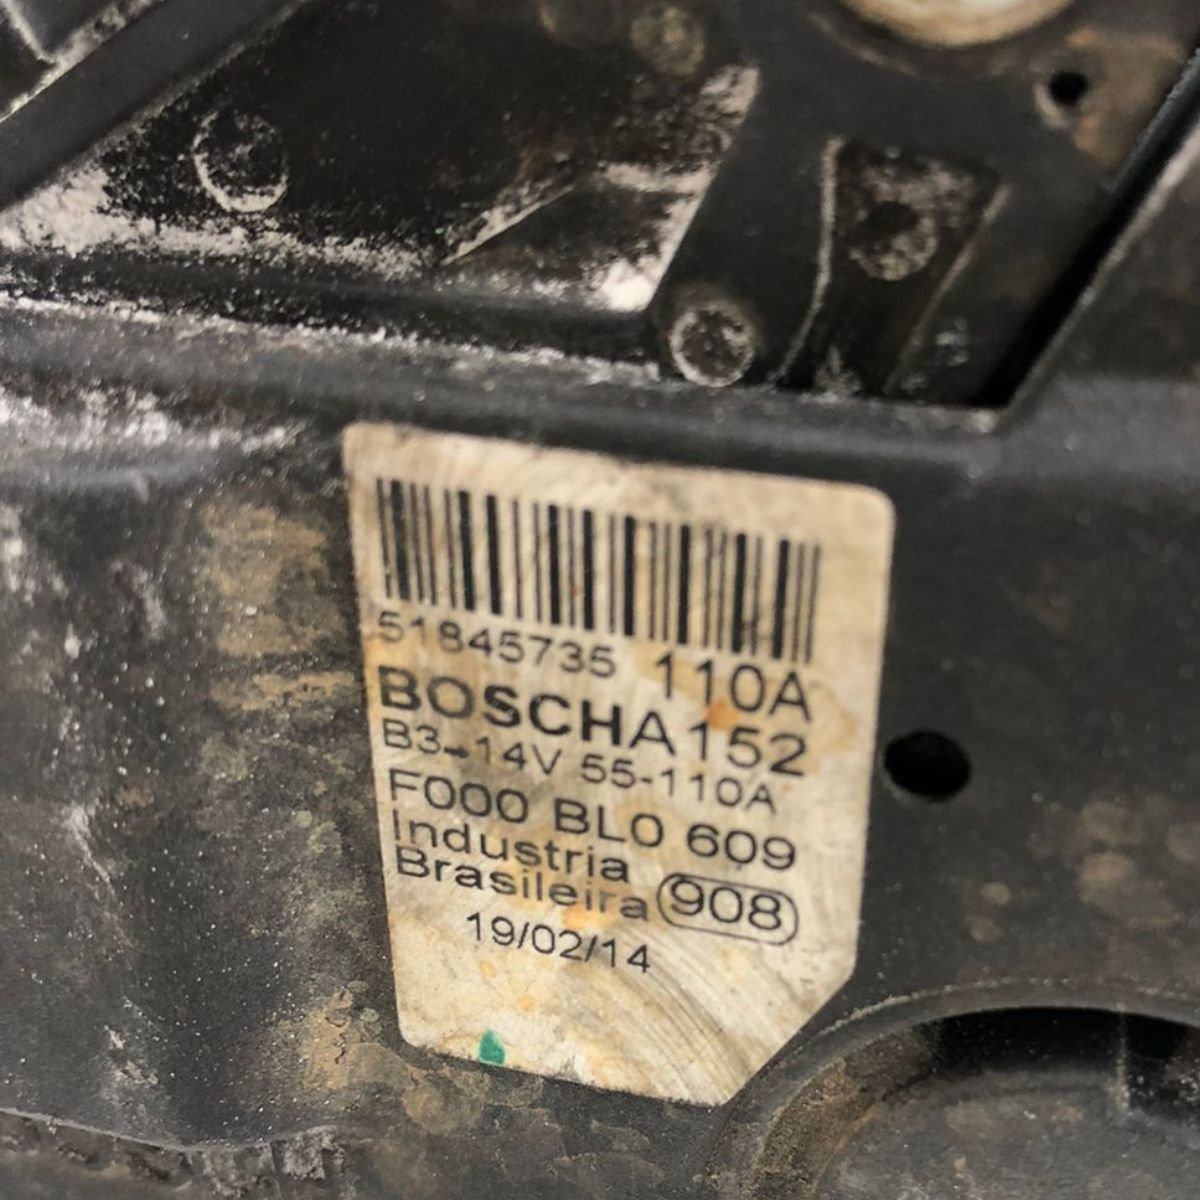 51845735 110A
BOSCHA152
B3-14V 55-110A
F000 BL0 609
Industria
Brasileira 908
19/02/14